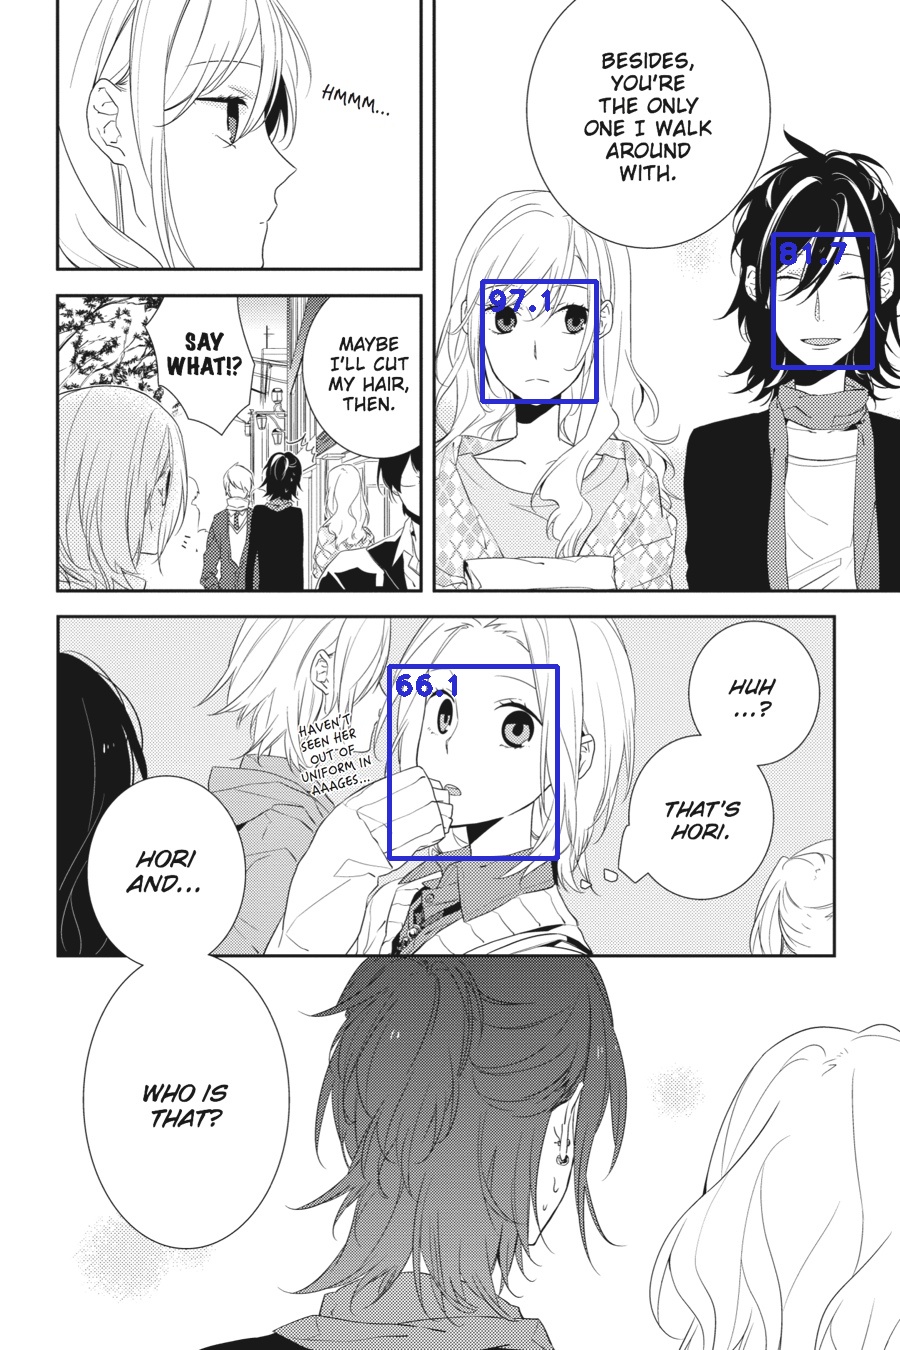 BESIDES,
YOU'RE
THE ONLY
ONE I WALK
AROUND
WITH.
81.7
97.1
HMMM...
MAYBE
I'LL CUT
MY HAIR,
THEN.
SAY
WHAT!?
HUH
...?
THAT'S
HORI.
66.1
HAVEN'T
SEEN HER
OUT OF
UNIFORM IN
AAAGES...
HORI
AND...
WHO IS
THAT?